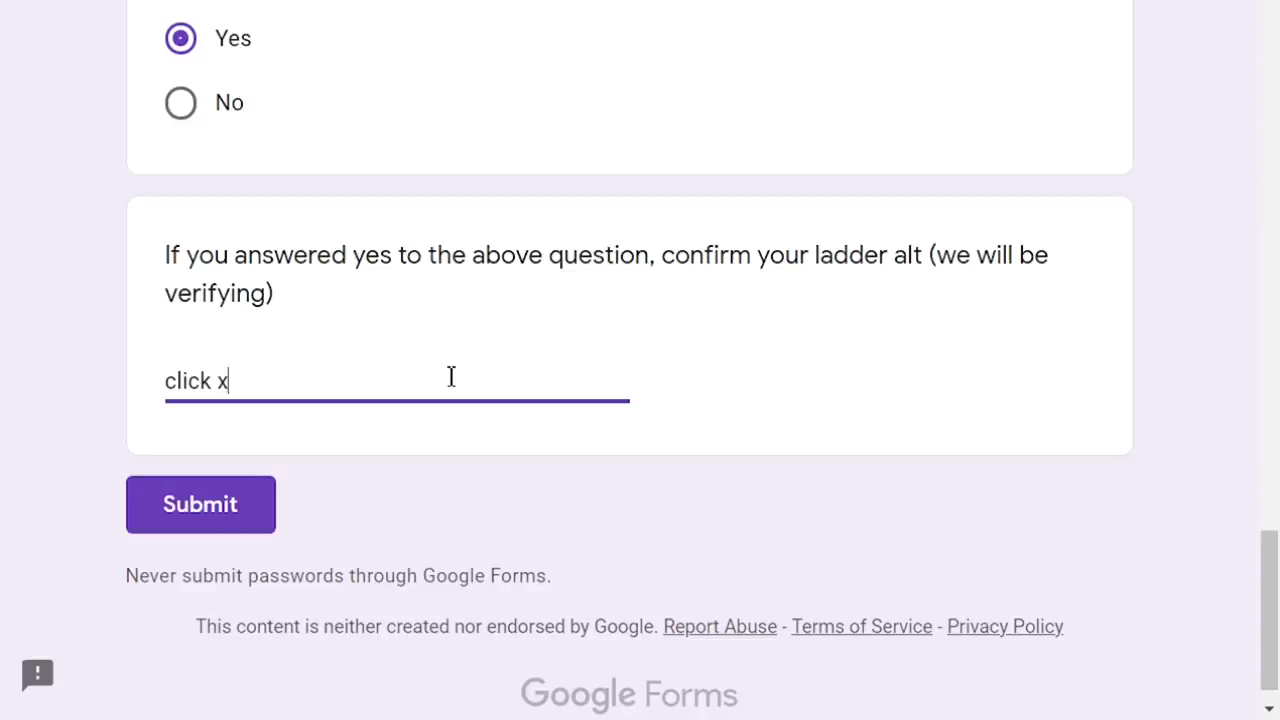 Yes
No
If you answered yes to the above question, confirm your ladder alt (we will be
verifying)
click x
Submit
Never submit passwords through Google Forms.
This content is neither created nor endorsed by Google. Report Abuse - Terms of Service - Privacy Policy
Google Forms